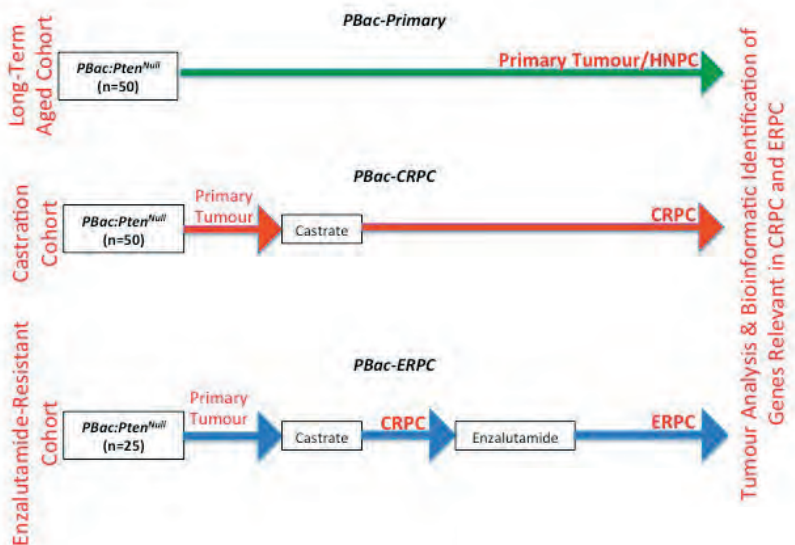 PBac-Primary
Long-Term
Aged Cohort
PBac:PtenNull
(n=50)
Primary Tumour/HNPC
PBac-CRPC
Castration
Cohort
PBac:PtenNull
(n=50)
Primary
Tumour
Castrate
CRPC
PBac-ERPC
Enzalutamide-Resistant
Cohort
PBac:PtenNull
(n=25)
Primary
Tumour
Castrate
CRPC
Enzalutamide
ERPC
Tumour Analysis & Bioinformatic Identification of
Genes Relevant in CRPC and ERPC